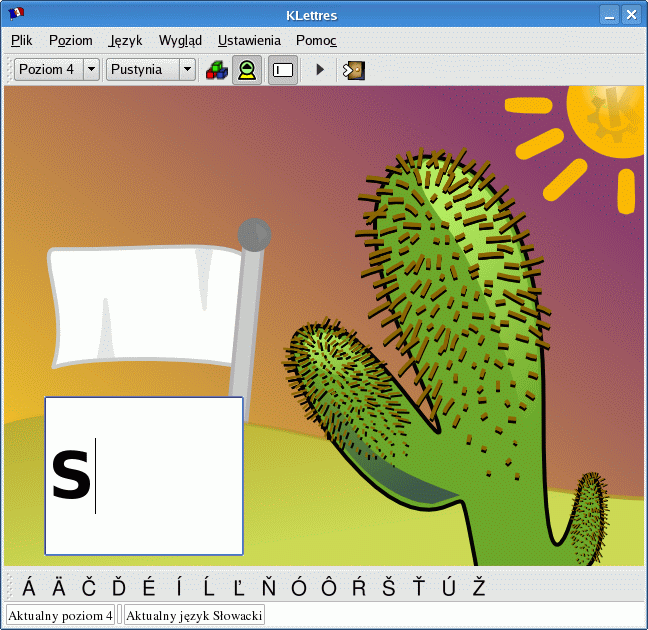 KLettres
Plik Poziom Język Wygląd Ustawienia Pomoc
Poziom 4 Pustynia
K
S
Á Ä Č Ď É Í Ĺ Ľ Ň Ó Ô Ŕ Š Ť Ú Ž
Aktualny poziom 4 Aktualny język Słowacki